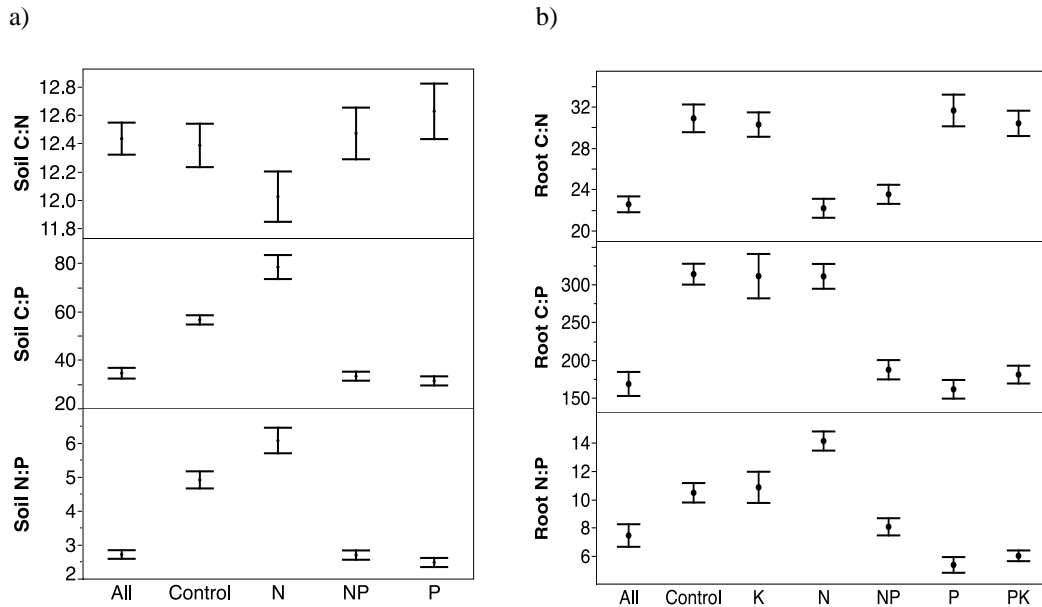 a)
Soil C:N
12.8
12.6
12.4
12.2
12.0
11.8
Soil C:P
80
60
40
20
Soil N:P
6
5
4
3
2
All Control N NP P
b)
Root C:N
32
28
24
20
Root C:P
300
250
200
150
Root N:P
14
12
10
8
6
All Control K N NP P PK